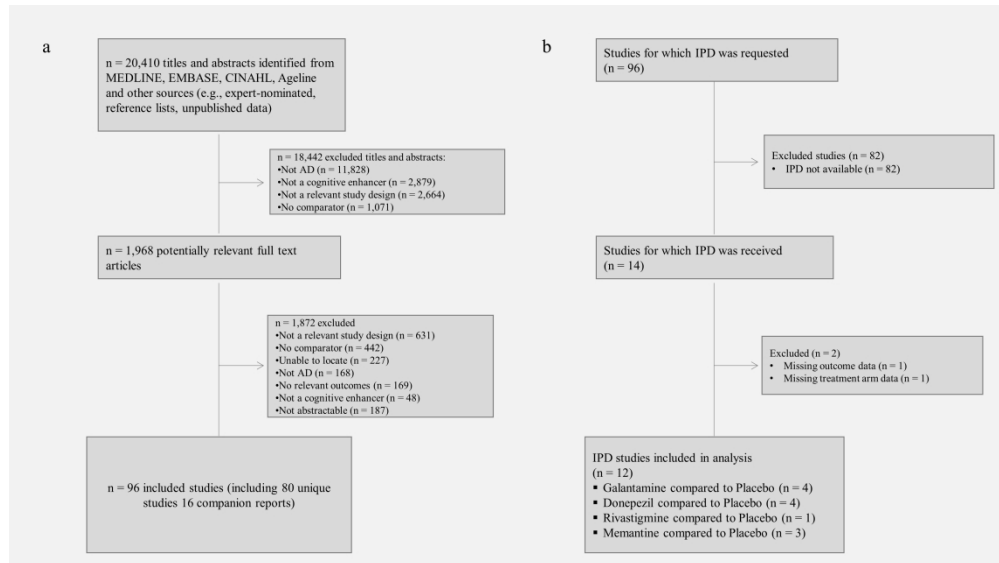 a
n = 20,410 titles and abstracts identified from
MEDLINE, EMBASE, CINAHL, Ageline
and other sources (e.g., expert-nominated,
reference lists, unpublished data)
n = 18,442 excluded titles and abstracts:
•Not AD (n = 11,828)
•Not a cognitive enhancer (n = 2,879)
•Not a relevant study design (n = 2,664)
•No comparator (n = 1,071)
n = 1,968 potentially relevant full text
articles
n = 1,872 excluded
•Not a relevant study design (n = 631)
•No comparator (n = 442)
•Unable to locate (n = 227)
•Not AD (n = 168)
•No relevant outcomes (n = 169)
•Not a cognitive enhancer (n = 48)
•Not abstractable (n = 187)
n = 96 included studies (including 80 unique
studies 16 companion reports)
b
Studies for which IPD was requested
(n = 96)
Excluded studies (n = 82)
• IPD not available (n = 82)
Studies for which IPD was received
(n = 14)
Excluded (n = 2)
• Missing outcome data (n = 1)
• Missing treatment arm data (n = 1)
IPD studies included in analysis
(n = 12)
▪ Galantamine compared to Placebo (n = 4)
▪ Donepezil compared to Placebo (n = 4)
▪ Rivastigmine compared to Placebo (n = 1)
▪ Memantine compared to Placebo (n = 3)